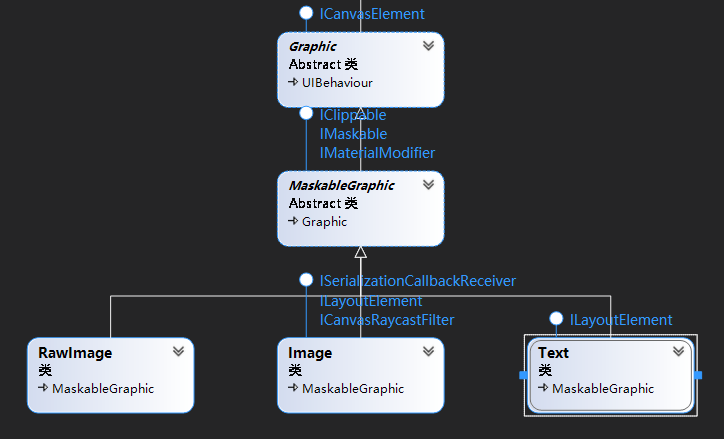 ICanvasElement
Graphic
Abstract 类
UIBehaviour
IClippable
IMaskable
IMaterialModifier
MaskableGraphic
Abstract 类
Graphic
ISerializationCallbackReceiver
ILayoutElement
ICanvasRaycastFilter
ILayoutElement
RawImage
类
MaskableGraphic
Image
类
MaskableGraphic
Text
类
MaskableGraphic